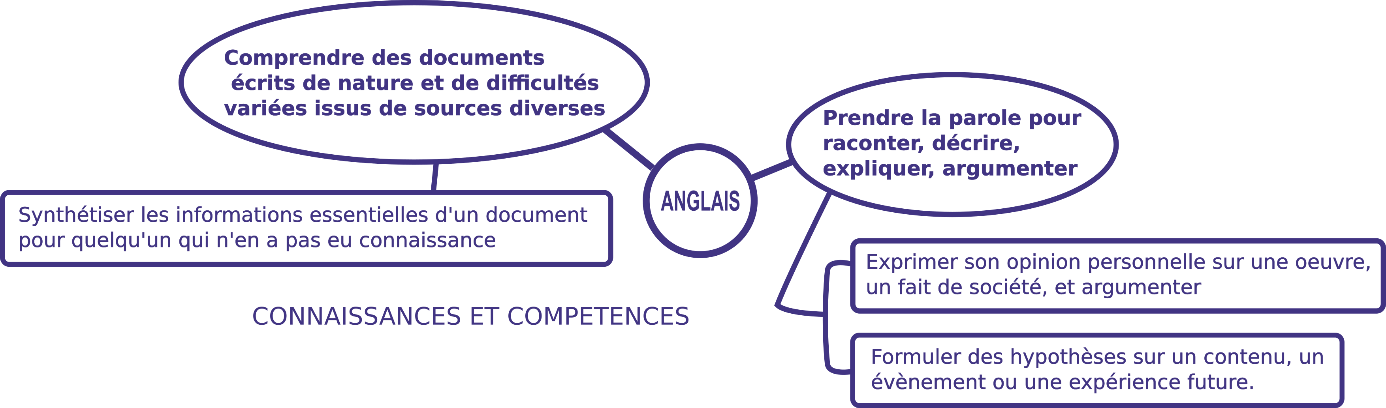 Comprendre des documents
écrits de nature et de difficultés
variées issus de sources diverses
Synthétiser les informations essentielles d'un document
pour quelqu'un qui n'en a pas eu connaissance
ANGLAIS
Prendre la parole pour
raconter, décrire,
expliquer, argumenter
Exprimer son opinion personnelle sur une oeuvre,
un fait de société, et argumenter
Formuler des hypothèses sur un contenu, un
évènement ou une expérience future.
CONNAISSANCES ET COMPETENCES